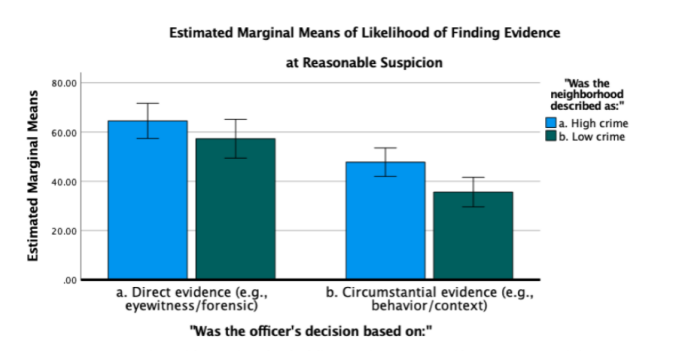 Estimated Marginal Means of Likelihood of Finding Evidence
at Reasonable Suspicion
Estimated Marginal Means
80.00
60.00
40.00
20.00
.00
a. Direct evidence (e.g.,
eyewitness/forensic)
b. Circumstantial evidence (e.g.,
behavior/context)
"Was the officer's decision based on:"
"Was the
neighborhood
described as:"
a. High crime
b. Low crime